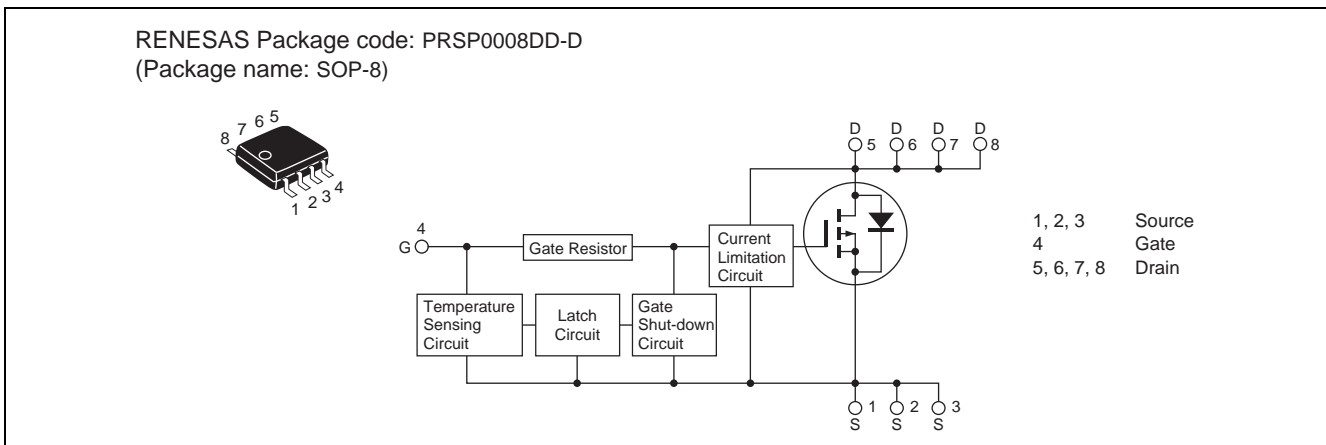 RENESAS Package code: PRSP0008DD-D
(Package name: SOP-8)
8 7 6 5
1 2 3 4
D D D D
5 6 7 8
4
G
Gate Resistor
Current
Limitation
Circuit
Temperature
Sensing
Circuit
Latch
Circuit
Gate
Shut-down
Circuit
1 2 3
S S S
1, 2, 3 Source
4 Gate
5, 6, 7, 8 Drain